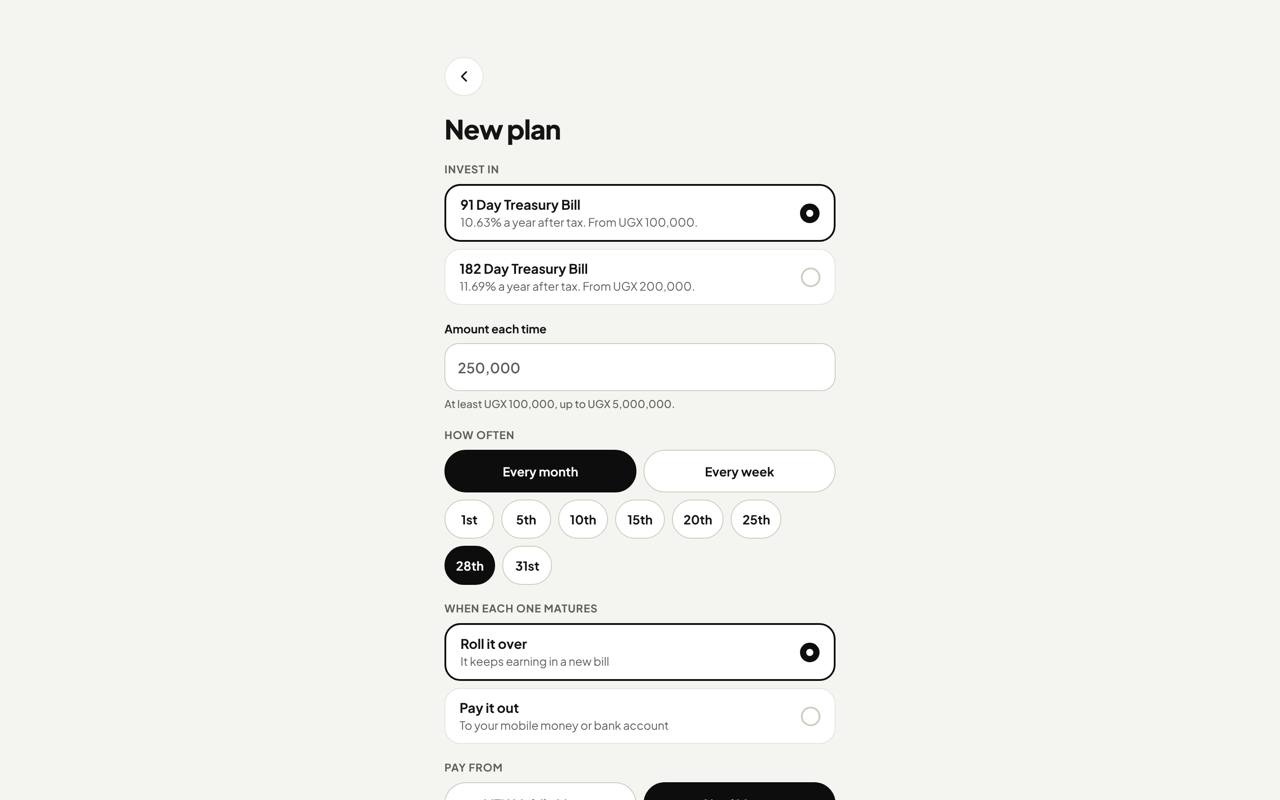 New plan
INVEST IN
91 Day Treasury Bill
10.63% a year after tax. From UGX 100,000.
182 Day Treasury Bill
11.69% a year after tax. From UGX 200,000.
Amount each time
250,000
At least UGX 100,000, up to UGX 5,000,000.
HOW OFTEN
Every month Every week
1st 5th 10th 15th 20th 25th
28th 31st
WHEN EACH ONE MATURES
Roll it over
It keeps earning in a new bill
Pay it out
To your mobile money or bank account
PAY FROM